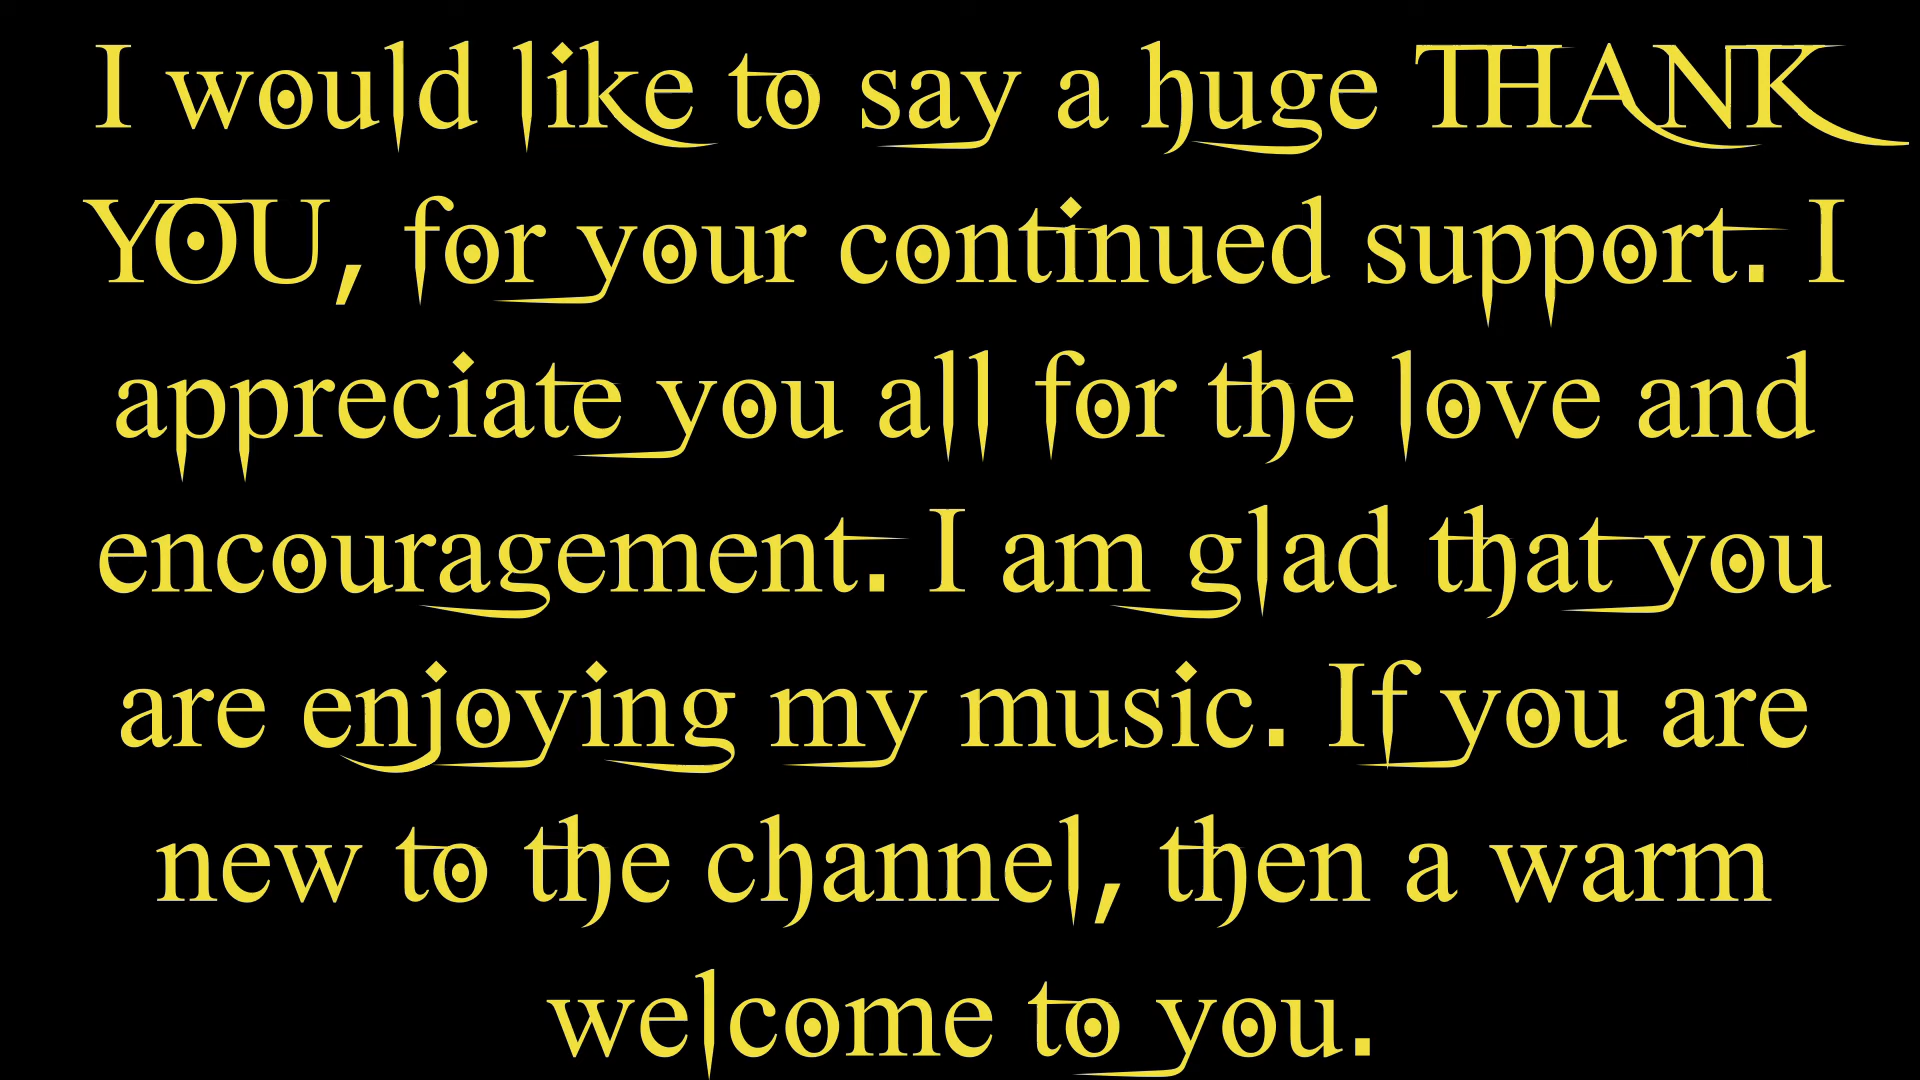 I would like to say a huge THANK
YOU, for your continued support. I
appreciate you all for the love and
encouragement. I am glad that you
are enjoying my music. If you are
new to the channel, then a warm
welcome to you.